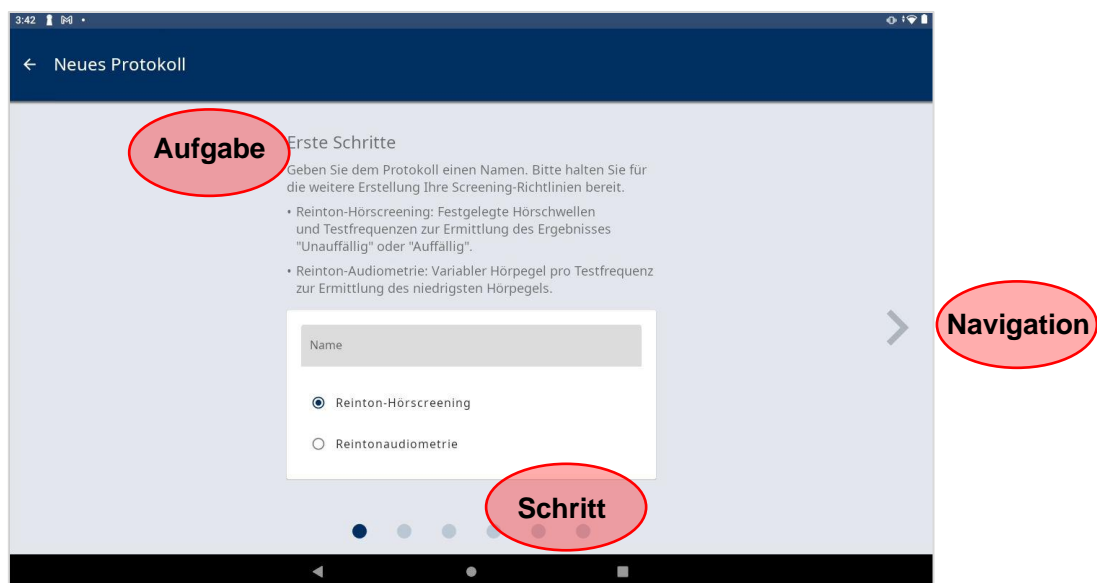 3:42
Neues Protokoll
Aufgabe
Erste Schritte
Geben Sie dem Protokoll einen Namen. Bitte halten Sie für
die weitere Erstellung Ihre Screening-Richtlinien bereit.
• Reinton-Hörscreening: Festgelegte Hörschwellen
und Testfrequenzen zur Ermittlung des Ergebnisses
"Unauffällig" oder "Auffällig".
• Reinton-Audiometrie: Variabler Hörpegel pro Testfrequenz
zur Ermittlung des niedrigsten Hörpegels.
Navigation
Name
Reinton-Hörscreening
Reintonaudiometrie
Schritt